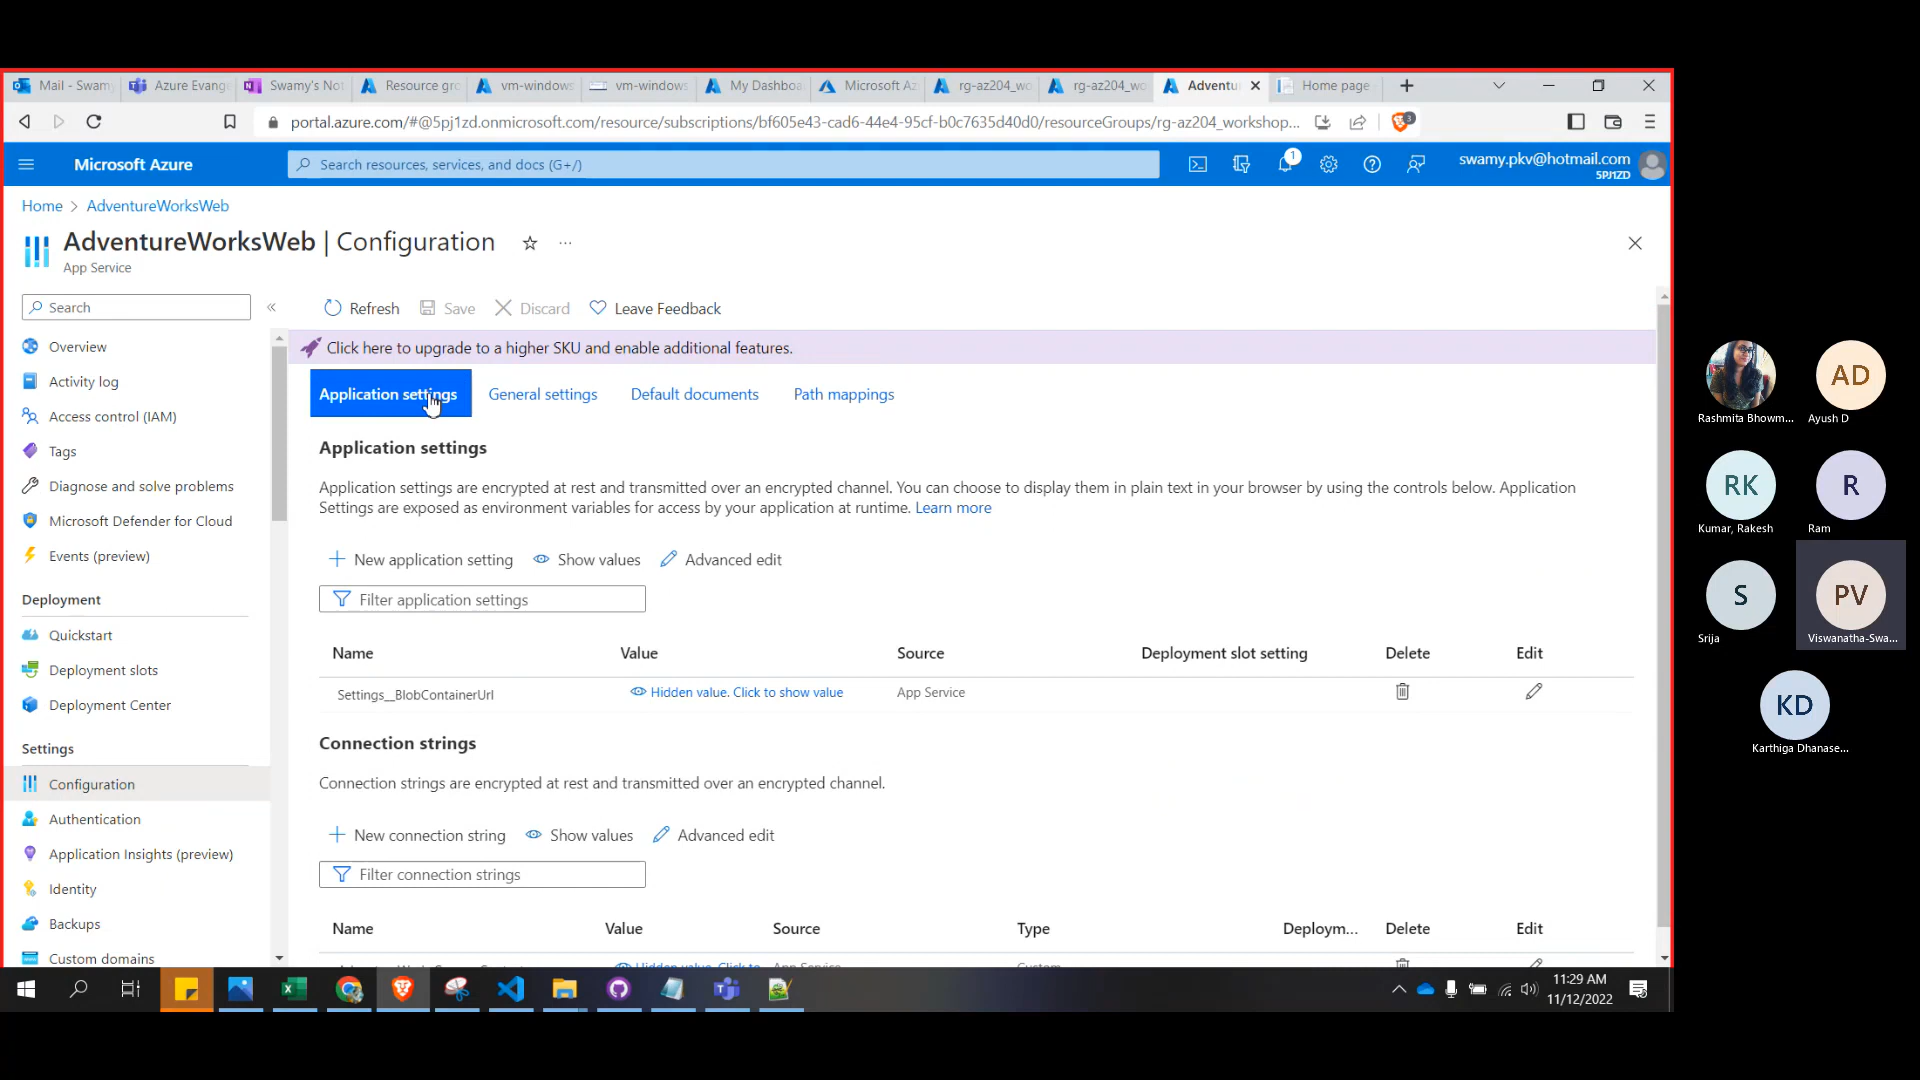 Mail - Swam
Azure Evang
Swamy's Not
Resource gro
vm-windows
vm-windows
My Dashboa
Microsoft Az
rg-az204_wo
rg-az204_wo
Adventu
Home page
portal.azure.com/#@5pj1zd.onmicrosoft.com/resource/subscriptions/bf605e43-cad6-44e4-95cf-b0c7635d40d0/resourceGroups/rg-az204_workshop...
3
Microsoft Azure
Search resources, services, and docs (G+/)
1
swamy.pkv@hotmail.com
5PJ1ZD
Home > AdventureWorksWeb
AdventureWorksWeb | Configuration
App Service
Search
Refresh
Save
Discard
Leave Feedback
Click here to upgrade to a higher SKU and enable additional features.
Overview
Activity log
Access control (IAM)
Tags
Diagnose and solve problems
Microsoft Defender for Cloud
Events (preview)
Deployment
Quickstart
Deployment slots
Deployment Center
Settings
Configuration
Authentication
Application Insights (preview)
Identity
Backups
Custom domains
Application settings
General settings
Default documents
Path mappings
Application settings
Application settings are encrypted at rest and transmitted over an encrypted channel. You can choose to display them in plain text in your browser by using the controls below. Application
Settings are exposed as environment variables for access by your application at runtime. Learn more
New application setting
Show values
Advanced edit
Filter application settings
Name
Value
Source
Deployment slot setting
Delete
Edit
Settings__BlobContainerUrl
Hidden value. Click to show value
App Service
Connection strings
Connection strings are encrypted at rest and transmitted over an encrypted channel.
New connection string
Show values
Advanced edit
Filter connection strings
Name
Value
Source
Type
Deploym...
Delete
Edit
Hidden value. Click to
App Service
Custom
11:29 AM
11/12/2022
Rashmita Bhowm...
AD
Ayush D
RK
Kumar, Rakesh
R
Ram
S
Srija
PV
Viswanatha-Swa...
KD
Karthiga Dhanase...